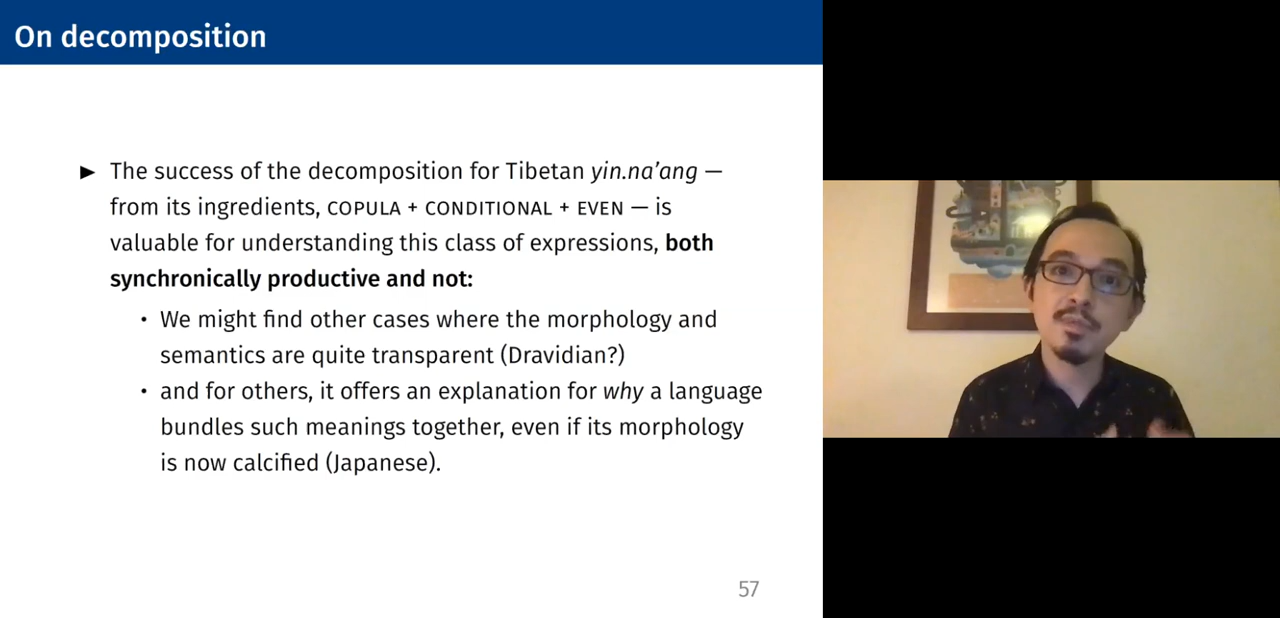 On decomposition
► The success of the decomposition for Tibetan yin.na’ang —
from its ingredients, COPULA + CONDITIONAL + EVEN — is
valuable for understanding this class of expressions, both
synchronically productive and not:
• We might find other cases where the morphology and
semantics are quite transparent (Dravidian?)
• and for others, it offers an explanation for why a language
bundles such meanings together, even if its morphology
is now calcified (Japanese).
57